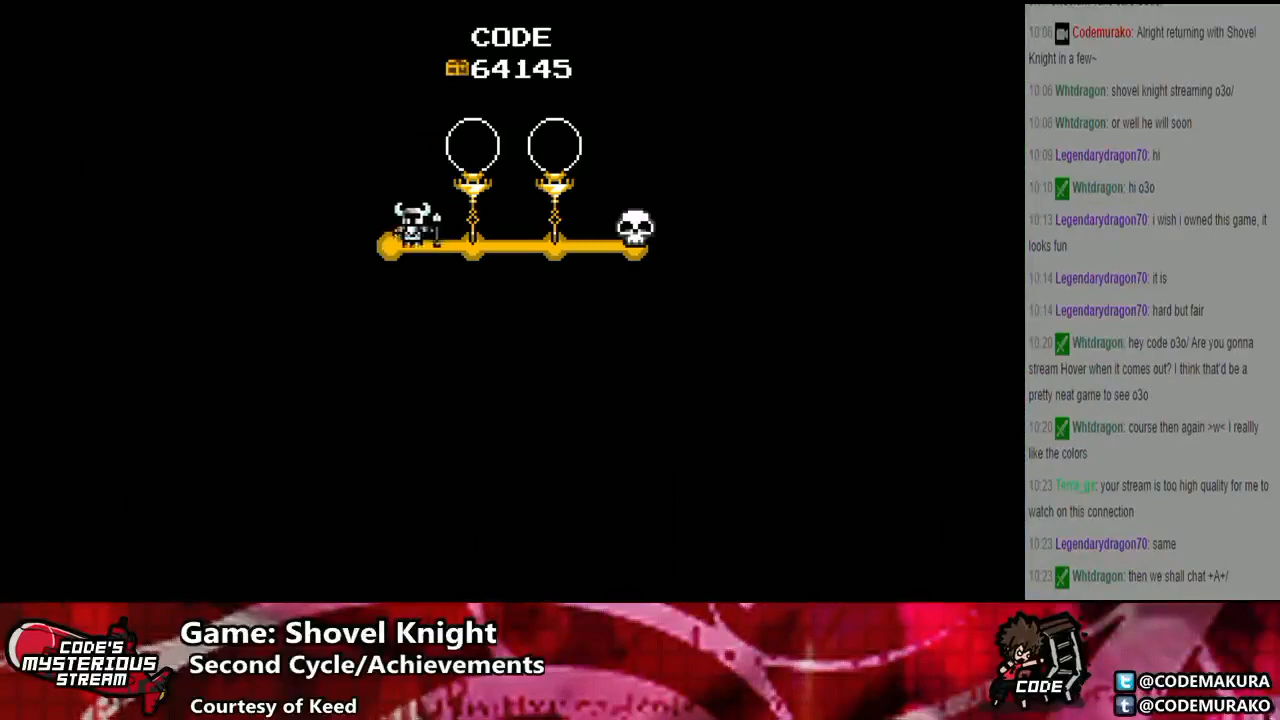 CODE
64145
10:06 Codemurako: Alright returning with Shovel
Knight in a few~
10:06 Whtdragon: shovel knight streaming o3o/
10:06 Whtdragon: or well he will soon
10:09 Legendarydragon70: hi
10:10 Whtdragon: hi o3o
10:13 Legendarydragon70: i wish i owned this game, it
looks fun
10:14 Legendarydragon70: it is
10:14 Legendarydragon70: hard but fair
10:20 Whtdragon: hey code o3o/ Are you gonna
stream Hover when it comes out? I think that'd be a
pretty neat game to see o3o
10:20 Whtdragon: course then again >w< I reallly
like the colors
10:23 your stream is too high quality for me to
watch on this connection
10:23 Legendarydragon70: same
10:23 Whtdragon: then we shall chat +A+/
CODE'S
MYSTERIOUS
STREAM
Game: Shovel Knight
Second Cycle/Achievements
Courtesy of Keed
CODE
@CODEMAKURA
@CODEMURAKO